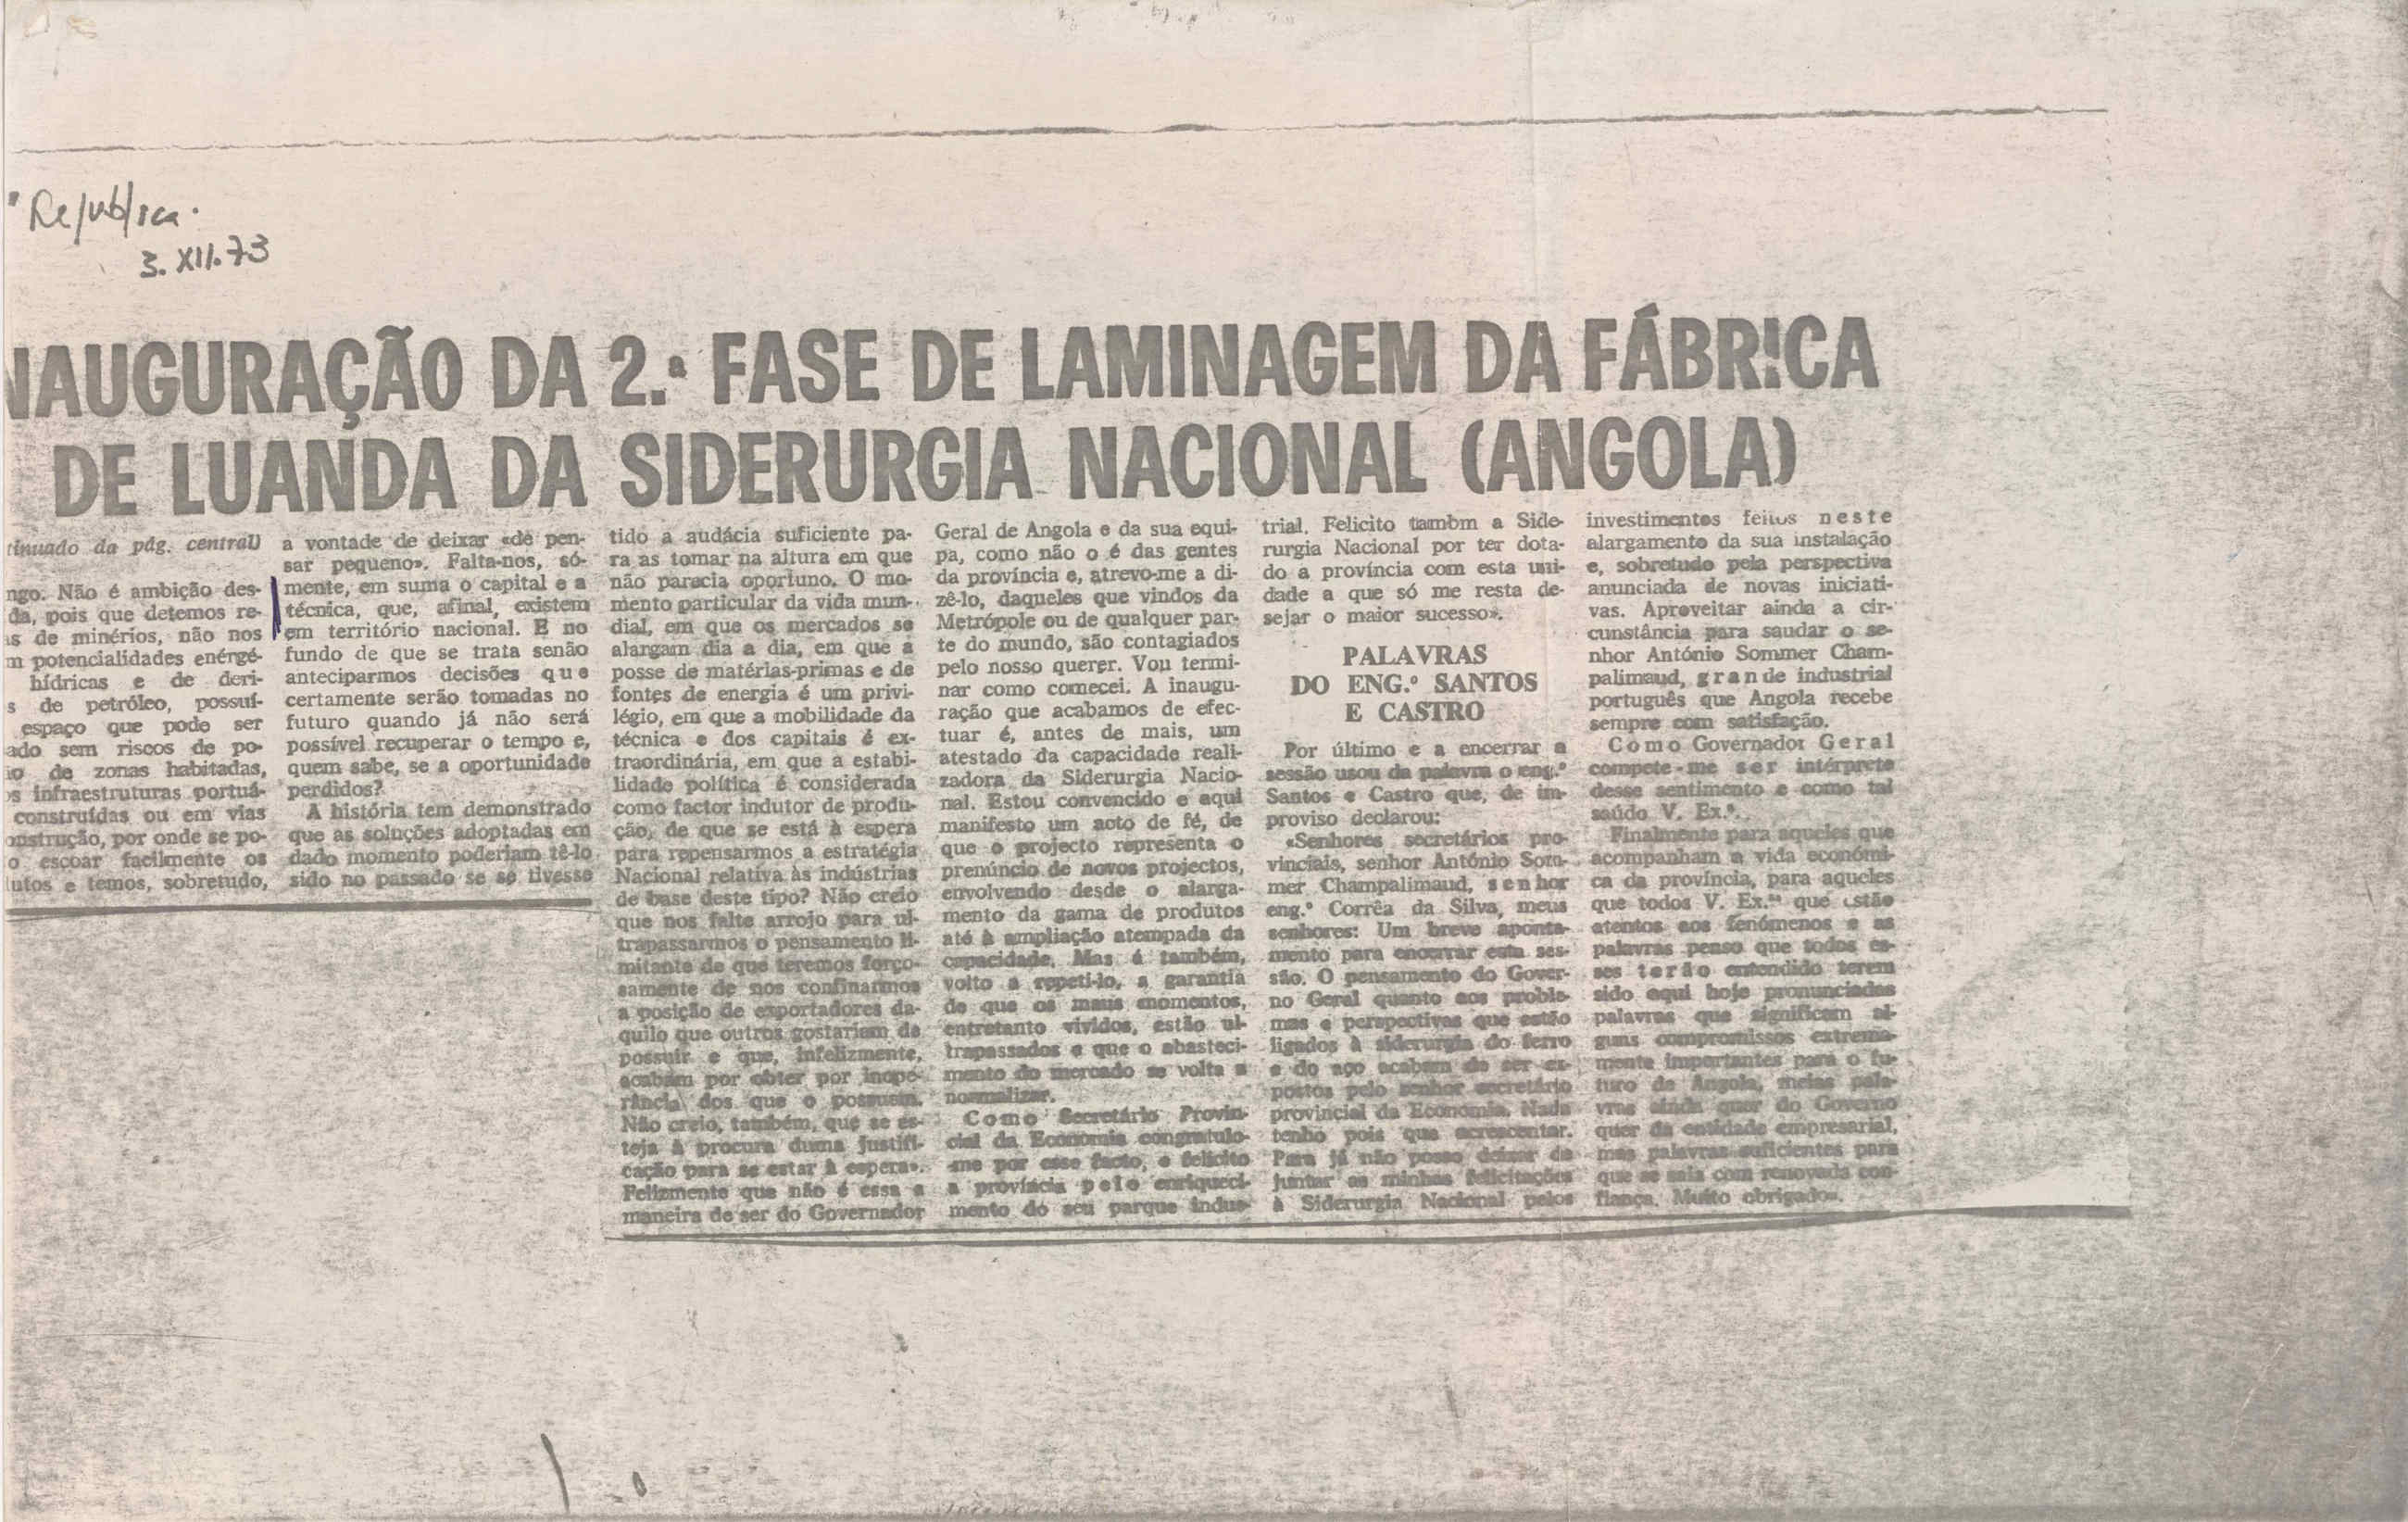 "República.
3. XII. 73
NAUGURAÇÃO DA 2.ª FASE DE LAMINAGEM DA FÁBRICA
DE LUANDA DA SIDERURGIA NACIONAL (ANGOLA)
tinuado da pág. central)
ngo. Não é ambição des-
da, pois que detemos re-
as de minérios, não nos
m potencialidades enérgé-
hídricas e de deri-
s de petróleo, possuí-
espaço que pode ser
ado sem riscos de po-
io de zonas habitadas,
os infraestruturas portuá-
construídas ou em vias
onstrução, por onde se po-
o escoar facilmente os
utos e temos, sobretudo,
a vontade de deixar «de pen-
sar pequeno». Falta-nos, só-
mente, em suma o capital e a
técnica, que, afinal, existem
em território nacional. E no
fundo de que se trata senão
anteciparmos decisões que
certamente serão tomadas no
futuro quando já não será
possível recuperar o tempo e,
quem sabe, se a oportunidade
perdidos?
A história tem demonstrado
que as soluções adoptadas em
dado momento poderiam tê-lo
sido no passado se se tivesse
tido a audácia suficiente pa-
ra as tomar na altura em que
não parecia oportuno. O mo-
mento particular da vida mun-
dial, em que os mercados se
alargam dia a dia, em que a
posse de matérias-primas e de
fontes de energia é um privi-
légio, em que a mobilidade da
técnica e dos capitais é ex-
traordinária, em que a estabi-
lidade política é considerada
como factor indutor de produ-
ção, de que se está à espera
para repensarmos a estratégia
Nacional relativa às indústrias
de base deste tipo? Não creio
que nos falte arrojo para ul-
trapassarmos o pensamento li-
mitante de que teremos forço-
samente de nos confinarmos
a posição de exportadores da-
quilo que outros gostariam de
possuir e que, infelizmente,
acabam por obter por inope-
rância dos que o possuem.
Não creio, também, que se es-
teja à procura duma justifi-
cação para se estar à espera».
Felizmente que não é essa a
maneira de ser do Governador
Geral de Angola e da sua equi-
pa, como não o é das gentes
da província e, atrevo-me a di-
zê-lo, daqueles que vindos da
Metrópole ou de qualquer par-
te do mundo, são contagiados
pelo nosso querer. Vou termi-
nar como comecei. A inaugu-
ração que acabamos de efec-
tuar é, antes de mais, um
atestado da capacidade reali-
zadora da Siderurgia Nacio-
nal. Estou convencido e aqui
manifesto um acto de fé, de
que o projecto representa o
prenúncio de novos projectos,
envolvendo desde o alarga-
mento da gama de produtos
até à ampliação atempada da
capacidade. Mas é também,
volto a repeti-lo, a garantia
de que os maus momentos,
entretanto vividos, estão ul-
trapassados e que o abasteci-
mento do mercado se volta a
normalizar.
Como Secretário Provin-
cial da Economia congratulo-
-me por esse facto, e felicito
a província pelo enriqueci-
mento do seu parque indus-
trial. Felicito tambm a Side-
rurgia Nacional por ter dota-
do a província com esta uni-
dade a que só me resta de-
sejar o maior sucesso».
PALAVRAS
DO ENG.º SANTOS
E CASTRO
Por último e a encerrar a
sessão usou da palavra o eng.º
Santos e Castro que, de im-
proviso declarou:
«Senhores secretários pro-
vinciais, senhor António Som-
mer Champalimaud, senhor
eng.º Corrêa da Silva, meus
senhores: Um breve aponta-
mento para encerrar esta ses-
são. O pensamento do Gover-
no Geral quanto aos proble-
mas e perspectivas que estão
ligados à siderurgia do ferro
e do aço acabam de ser ex-
postos pelo senhor secretário
provincial da Economia. Nada
tenho pois que acrescentar.
Para já não posso deixar de
juntar as minhas felicitações
à Siderurgia Nacional pelos
investimentos feitos neste
alargamento da sua instalação
e, sobretudo pela perspectiva
anunciada de novas iniciati-
vas. Aproveitar ainda a cir-
cunstância para saudar o se-
nhor António Sommer Cham-
palimaud, grande industrial
português que Angola recebe
sempre com satisfação.
Como Governador Geral
compete-me ser intérprete
desse sentimento e como tal
saúdo V. Ex.ª.
Finalmente para aqueles que
acompanham a vida económi-
ca da província, para aqueles
que todos V. Ex.ªˢ que estão
atentos aos fenómenos e as
palavras penso que todos es-
ses terão entendido terem
sido aqui hoje pronunciadas
palavras que significam al-
guns compromissos extrema-
mente importantes para o fu-
turo de Angola, meias pala-
vras ainda quer do Governo
quer da entidade empresarial,
mas palavras suficientes para
que se saia com renovada con-
fiança. Muito obrigado».